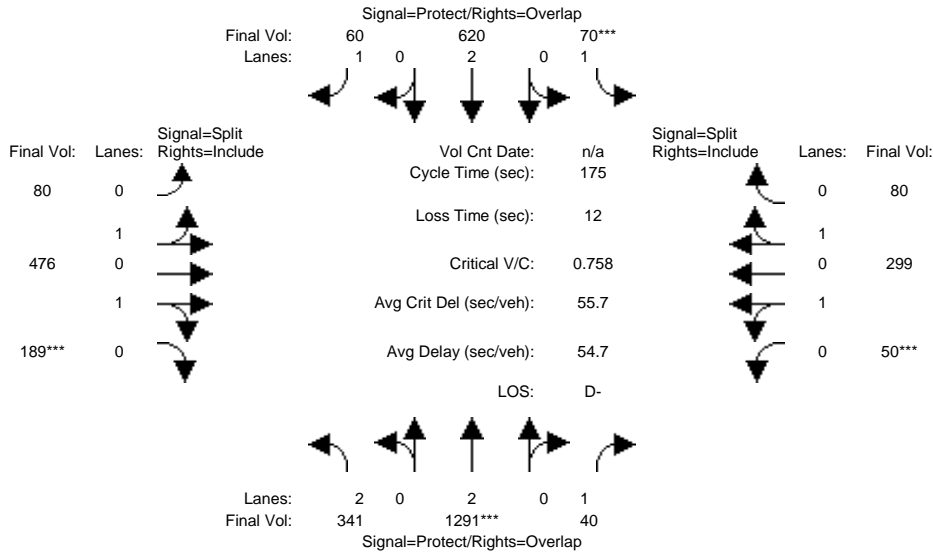 Signal=Protect/Rights=Overlap
Final Vol: 60 620 70***
Lanes: 1 0 2 0 1
Signal=Split Signal=Split
Final Vol: Lanes: Rights=Include Vol Cnt Date: n/a Rights=Include Lanes: Final Vol:
Cycle Time (sec): 175
80 0 0 80
Loss Time (sec): 12
1 1
476 0 Critical V/C: 0.758 0 299
1 Avg Crit Del (sec/veh): 55.7 1
189*** 0 Avg Delay (sec/veh): 54.7 0 50***
LOS: D-
Lanes: 2 0 2 0 1
Final Vol: 341 1291*** 40
Signal=Protect/Rights=Overlap